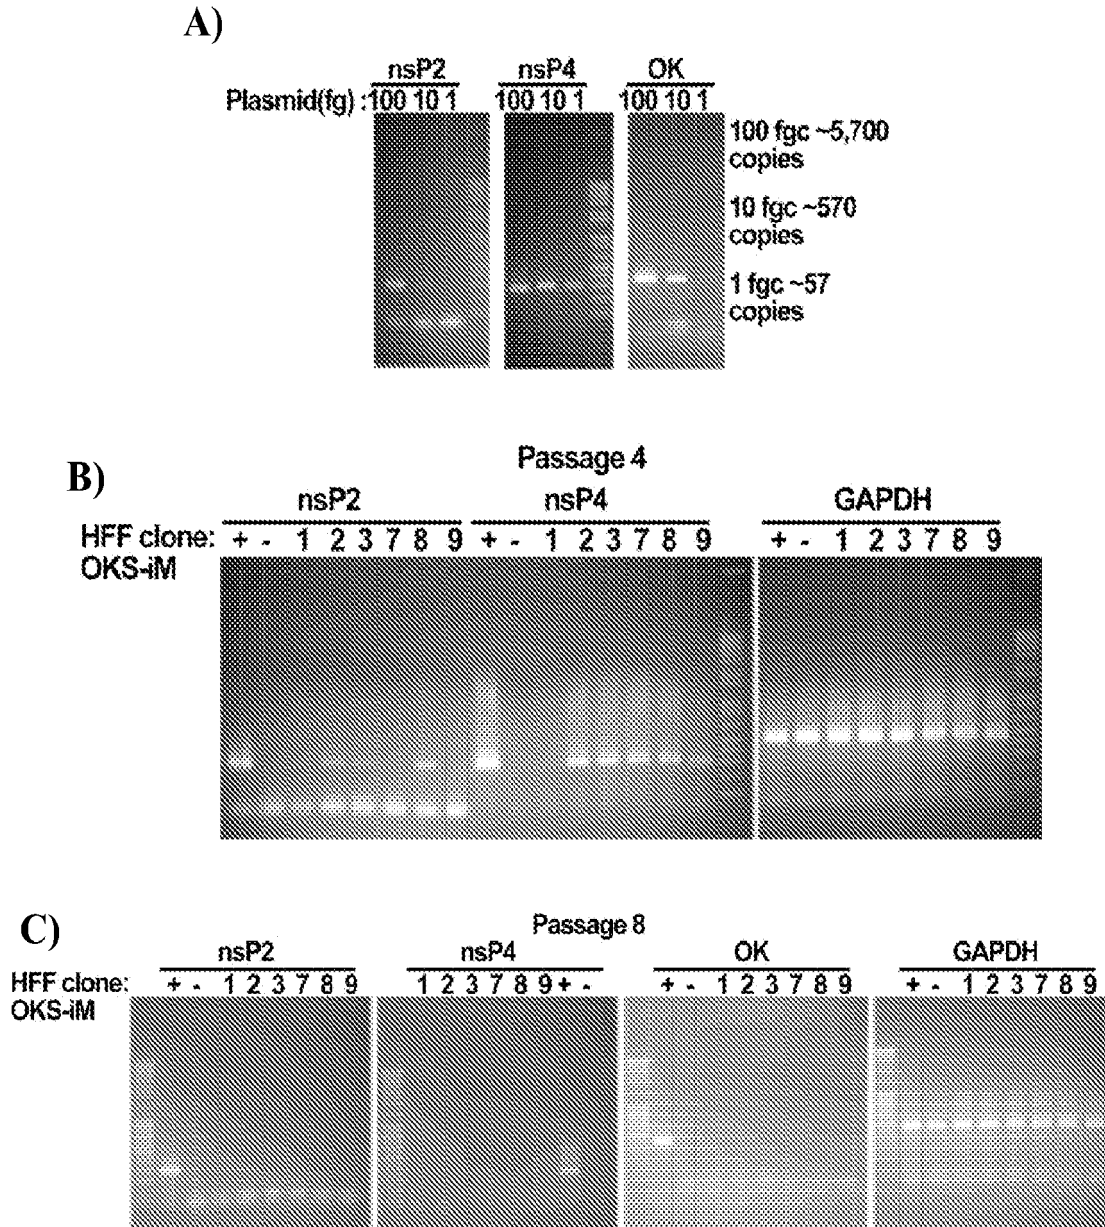 A)
nsP2 nsP4 OK
Plasmid(fg) :100 10 1 100 10 1 100 10 1
100 fgc ~5,700
copies
10 fgc ~570
copies
1 fgc ~57
copies
B)
Passage 4
nsP2 nsP4 GAPDH
HFF clone: + - 1 2 3 7 8 9 + - 1 2 3 7 8 9 + - 1 2 3 7 8 9
OKS-iM
C)
Passage 8
nsP2 nsP4 OK GAPDH
HFF clone: + - 1 2 3 7 8 9 1 2 3 7 8 9 + - + - 1 2 3 7 8 9 + - 1 2 3 7 8 9
OKS-iM